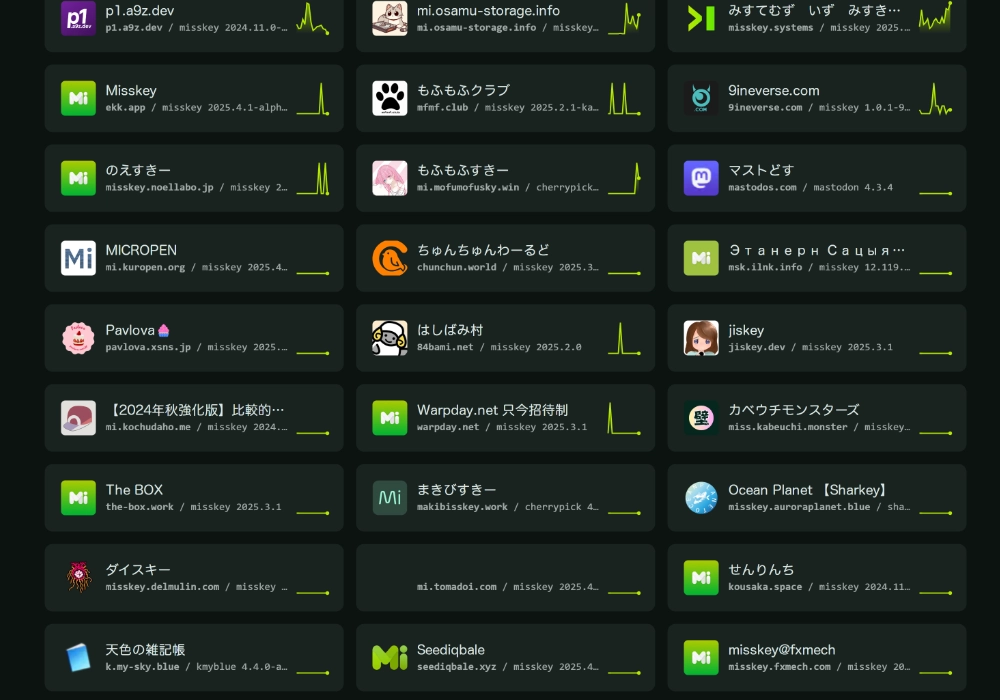 p1.a9z.dev
p1.a9z.dev / misskey 2024.11.0-…
mi.osamu-storage.info
mi.osamu-storage.info / misskey…
みすてむず　いず　みすき…
misskey.systems / misskey 2025.…
Misskey
ekk.app / misskey 2025.4.1-alph…
もふもふクラブ
mfmf.club / misskey 2025.2.1-ka…
9ineverse.com
9ineverse.com / misskey 1.0.1-9…
のえすきー
misskey.noellabo.jp / misskey 2…
もふもふすきー
mi.mofumofusky.win / cherrypick…
マストどす
mastodos.com / mastodon 4.3.4
MICROPEN
mi.kuropen.org / misskey 2025.4…
ちゅんちゅんわーるど
chunchun.world / misskey 2025.3…
Этанерн Сацыя…
msk.ilnk.info / misskey 12.119.…
Pavlova🧁
pavlova.xsns.jp / misskey 2025.…
はしばみ村
84bami.net / misskey 2025.2.0
jiskey
jiskey.dev / misskey 2025.3.1
【2024年秋強化版】比較的…
mi.kochudaho.me / misskey 2024.…
Warpday.net 只今招待制
warpday.net / misskey 2025.3.1
カベウチモンスターズ
miss.kabeuchi.monster / misskey…
The BOX
the-box.work / misskey 2025.3.1
まきびすきー
makibisskey.work / cherrypick 4…
Ocean Planet 【Sharkey】
misskey.auroraplanet.blue / sha…
ダイスキー
misskey.delmulin.com / misskey …
mi.tomadoi.com / misskey 2025.4…
せんりんち
kousaka.space / misskey 2024.11…
天色の雑記帳
k.my-sky.blue / kmyblue 4.4.0-a…
Seediqbale
seediqbale.xyz / misskey 2025.4…
misskey@fxmech
misskey.fxmech.com / misskey 20…